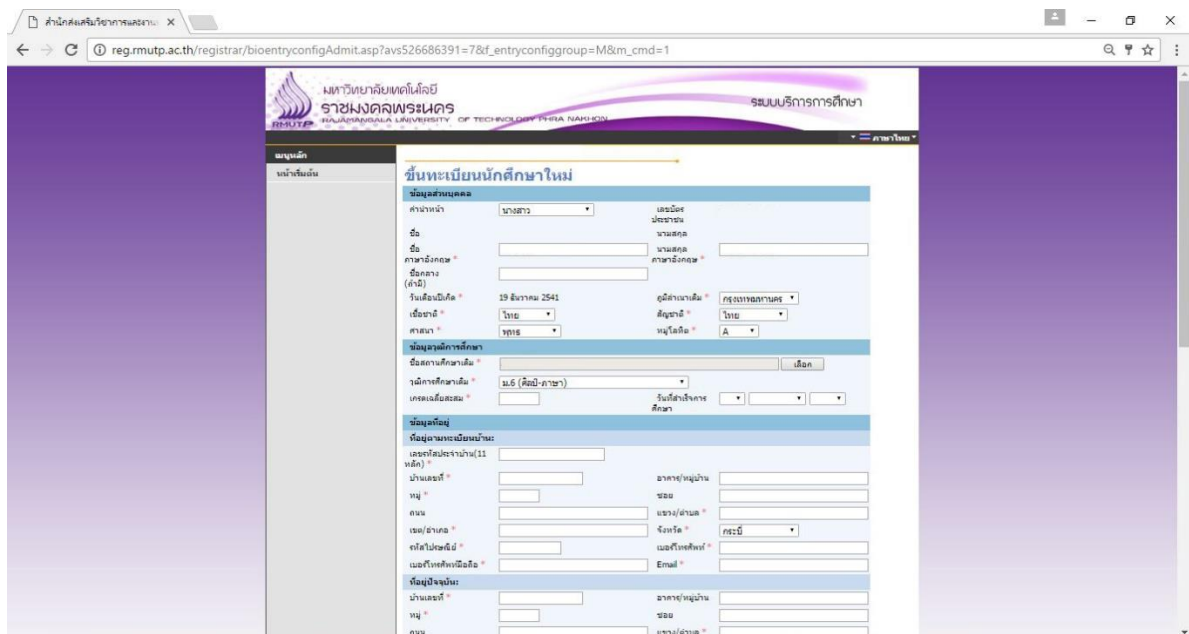 สำนักส่งเสริมวิชาการและงาน
reg.rmutp.ac.th/registrar/bioentryconfigAdmit.asp?avs526686391=7&f_entryconfiggroup=M&m_cmd=1
มหาวิทยาลัยเทคโนโลยี
ราชมงคลพระนคร
RAJAMANGALA UNIVERSITY OF TECHNOLOGY PHRA NAKHON
RMUTP
ระบบบริการการศึกษา
ภาษาไทย
เมนูหลัก
หน้าเริ่มต้น
ขึ้นทะเบียนนักศึกษาใหม่
ข้อมูลส่วนบุคคล
คำนำหน้า นางสาว เลขบัตร
ประชาชน
ชื่อ นามสกุล
ชื่อ นามสกุล
ภาษาอังกฤษ * ภาษาอังกฤษ *
ชื่อกลาง
(ถ้ามี)
วันเดือนปีเกิด * 19 ธันวาคม 2541 ภูมิลำเนาเดิม * กรุงเทพมหานคร
เชื้อชาติ * ไทย สัญชาติ * ไทย
ศาสนา * พุทธ หมู่โลหิต * A
ข้อมูลวุฒิการศึกษา
ชื่อสถานศึกษาเดิม * เลือก
วุฒิการศึกษาเดิม * ม.6 (ศิลป์-ภาษา)
เกรดเฉลี่ยสะสม * วันที่สำเร็จการ
ศึกษา
ข้อมูลที่อยู่
ที่อยู่ตามทะเบียนบ้าน:
เลขรหัสประจำบ้าน(11
หลัก) *
บ้านเลขที่ * อาคาร/หมู่บ้าน
หมู่ * ซอย
ถนน แขวง/ตำบล *
เขต/อำเภอ * จังหวัด * กระบี่
รหัสไปรษณีย์ * เบอร์โทรศัพท์ *
เบอร์โทรศัพท์มือถือ * Email *
ที่อยู่ปัจจุบัน:
บ้านเลขที่ * อาคาร/หมู่บ้าน
หมู่ * ซอย
ถนน แขวง/ตำบล *